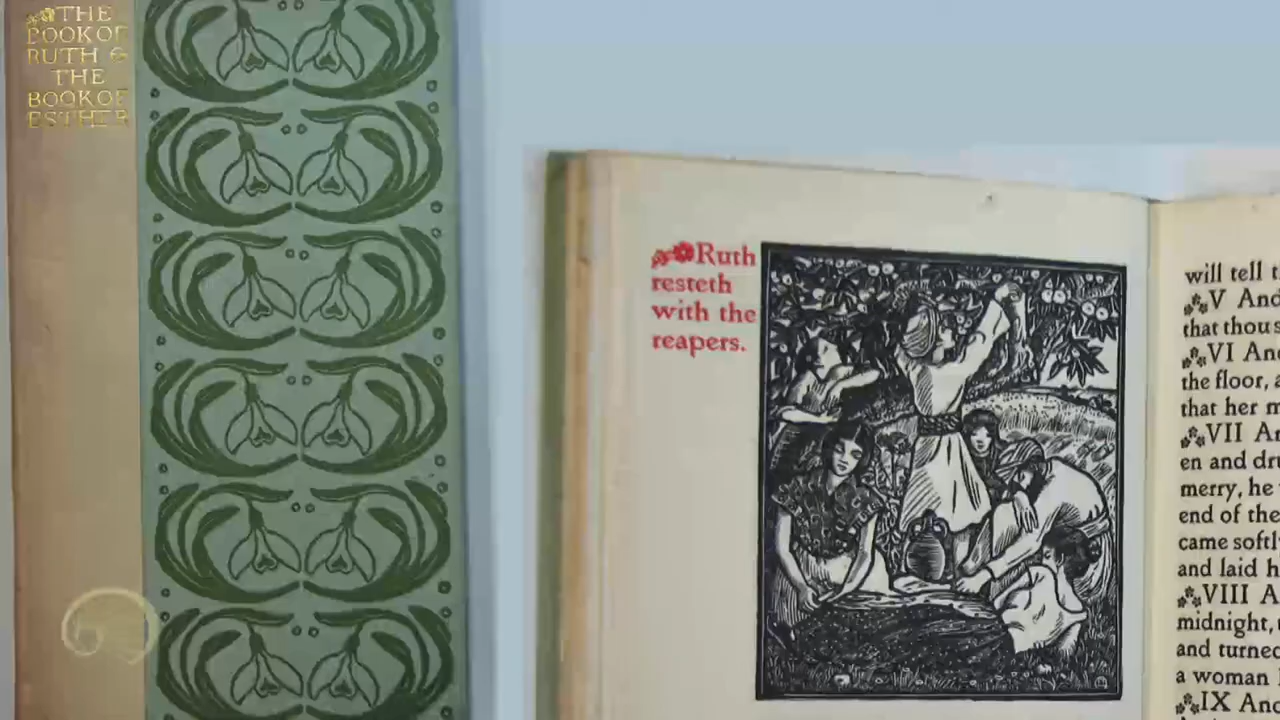 THE
BOOK OF
RUTH &
THE
BOOK OF
ESTHER
Ruth
resteth
with the
reapers.
will tell t
V And
that thou s
VI An
the floor, a
that her m
VII An
en and dru
merry, he
end of the
came softl
and laid h
VIII A
midnight,
and turned
a woman
IX And